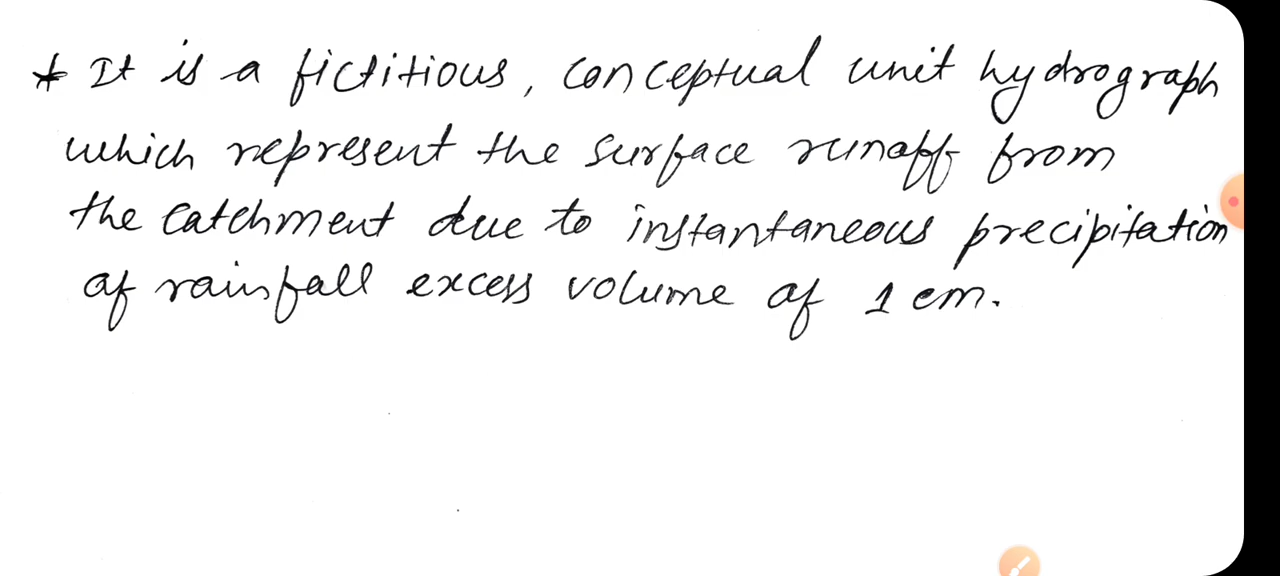 * It is a fictitious, conceptual unit hydrograph
which represent the surface runoff from
the catchment due to instantaneous precipitation
of rainfall excess volume of 1 cm.